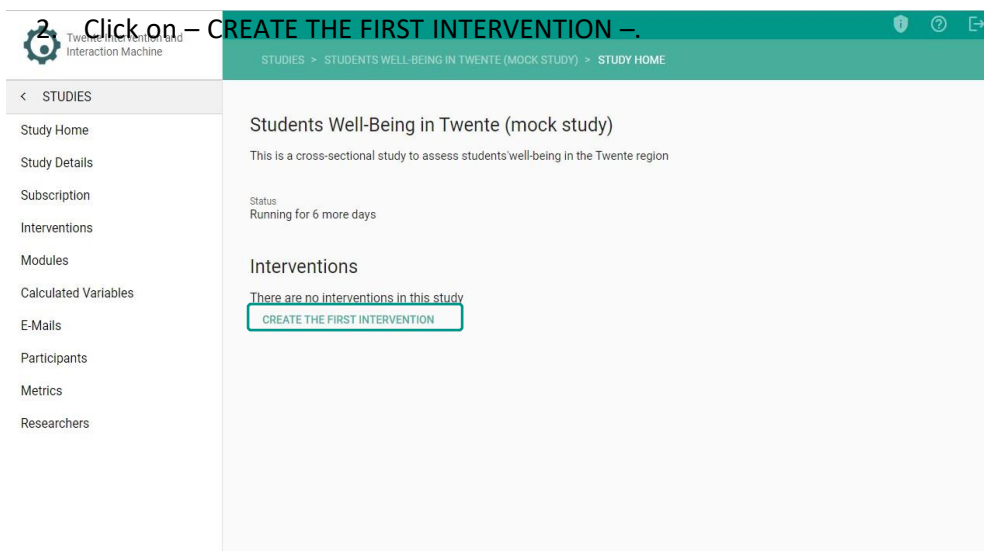 2. Click on – CREATE THE FIRST INTERVENTION –.
Twente Intervention and
Interaction Machine
STUDIES > STUDENTS WELL-BEING IN TWENTE (MOCK STUDY) > STUDY HOME
< STUDIES
Study Home
Study Details
Subscription
Interventions
Modules
Calculated Variables
E-Mails
Participants
Metrics
Researchers
Students Well-Being in Twente (mock study)
This is a cross-sectional study to assess students'well-being in the Twente region
Status
Running for 6 more days
Interventions
There are no interventions in this study
CREATE THE FIRST INTERVENTION